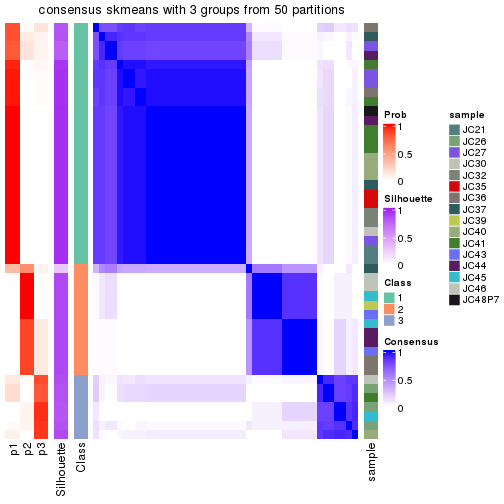 consensus skmeans with 3 groups from 50 partitions
Prob
1
0.5
0
Silhouette
1
0.5
0
Class
1
2
3
Consensus
1
0.5
0
sample
JC21
JC26
JC27
JC30
JC32
JC35
JC36
JC37
JC39
JC40
JC41
JC43
JC44
JC45
JC46
JC48P7
p1
p2
p3
Silhouette
Class
sample